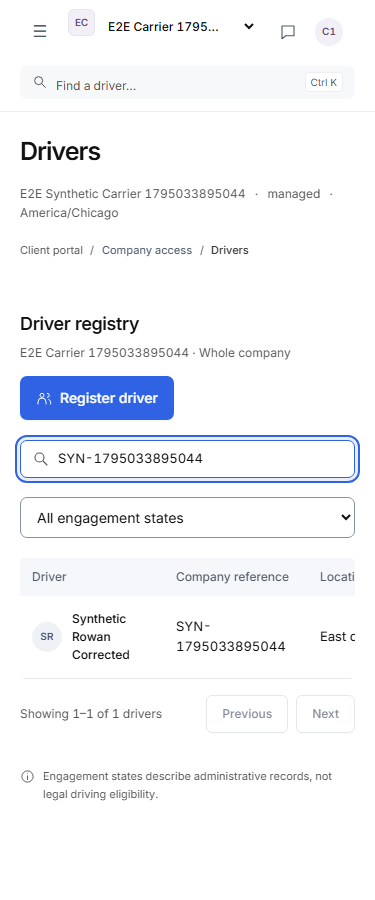 EC
E2E Carrier 1795...
C1
Find a driver...
Ctrl K
Drivers
E2E Synthetic Carrier 1795033895044 · managed ·
America/Chicago
Client portal / Company access / Drivers
Driver registry
E2E Carrier 1795033895044 · Whole company
Register driver
SYN-1795033895044
All engagement states
Driver Company reference Locati
SR
Synthetic
Rowan
Corrected
SYN-
1795033895044
East c
Showing 1–1 of 1 drivers
Previous
Next
Engagement states describe administrative records, not
legal driving eligibility.